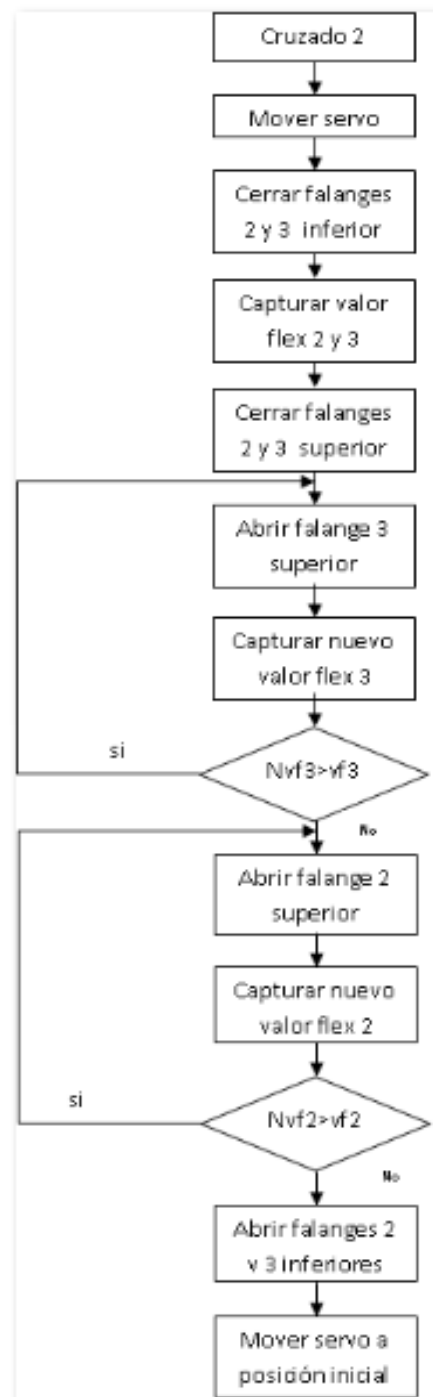 Cruzado 2
Mover servo
Cerrar falanges
2 y 3 inferior
Capturar valor
flex 2 y 3
Cerrar falanges
2 y 3 superior
Abrir falange 3
superior
Capturar nuevo
valor flex 3
si
Nvf3>vf3
No
Abrir falange 2
superior
Capturar nuevo
valor flex 2
si
Nvf2>vf2
No
Abrir falanges 2
y 3 inferiores
Mover servo a
posición inicial